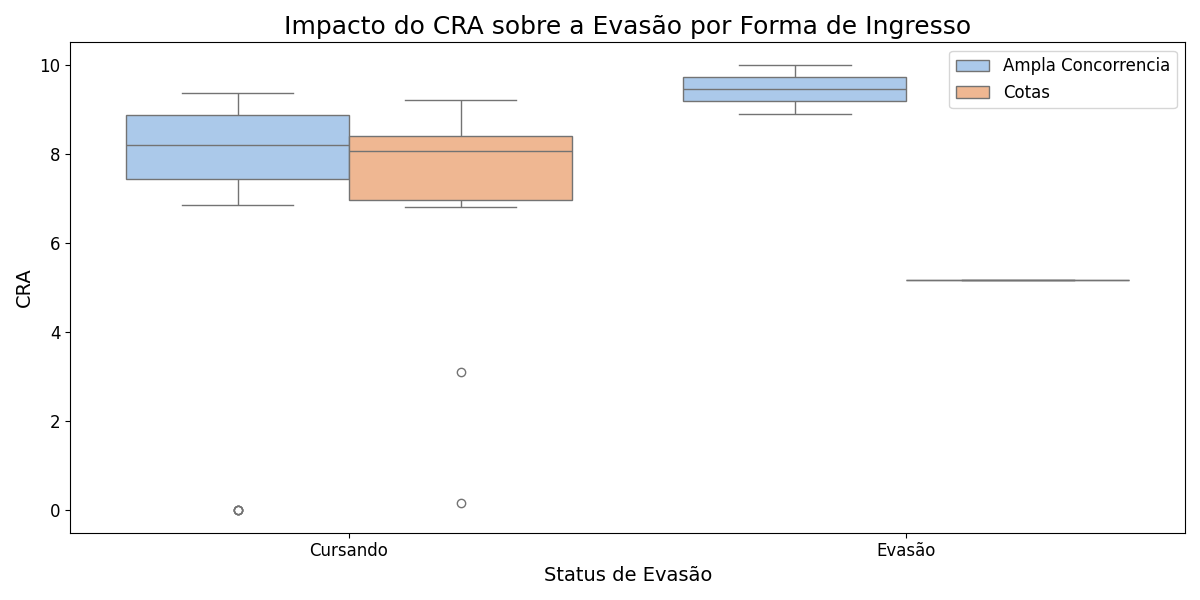 Impacto do CRA sobre a Evasão por Forma de Ingresso
Ampla Concorrencia
Cotas
CRA
10
8
6
4
2
0
Cursando
Evasão
Status de Evasão